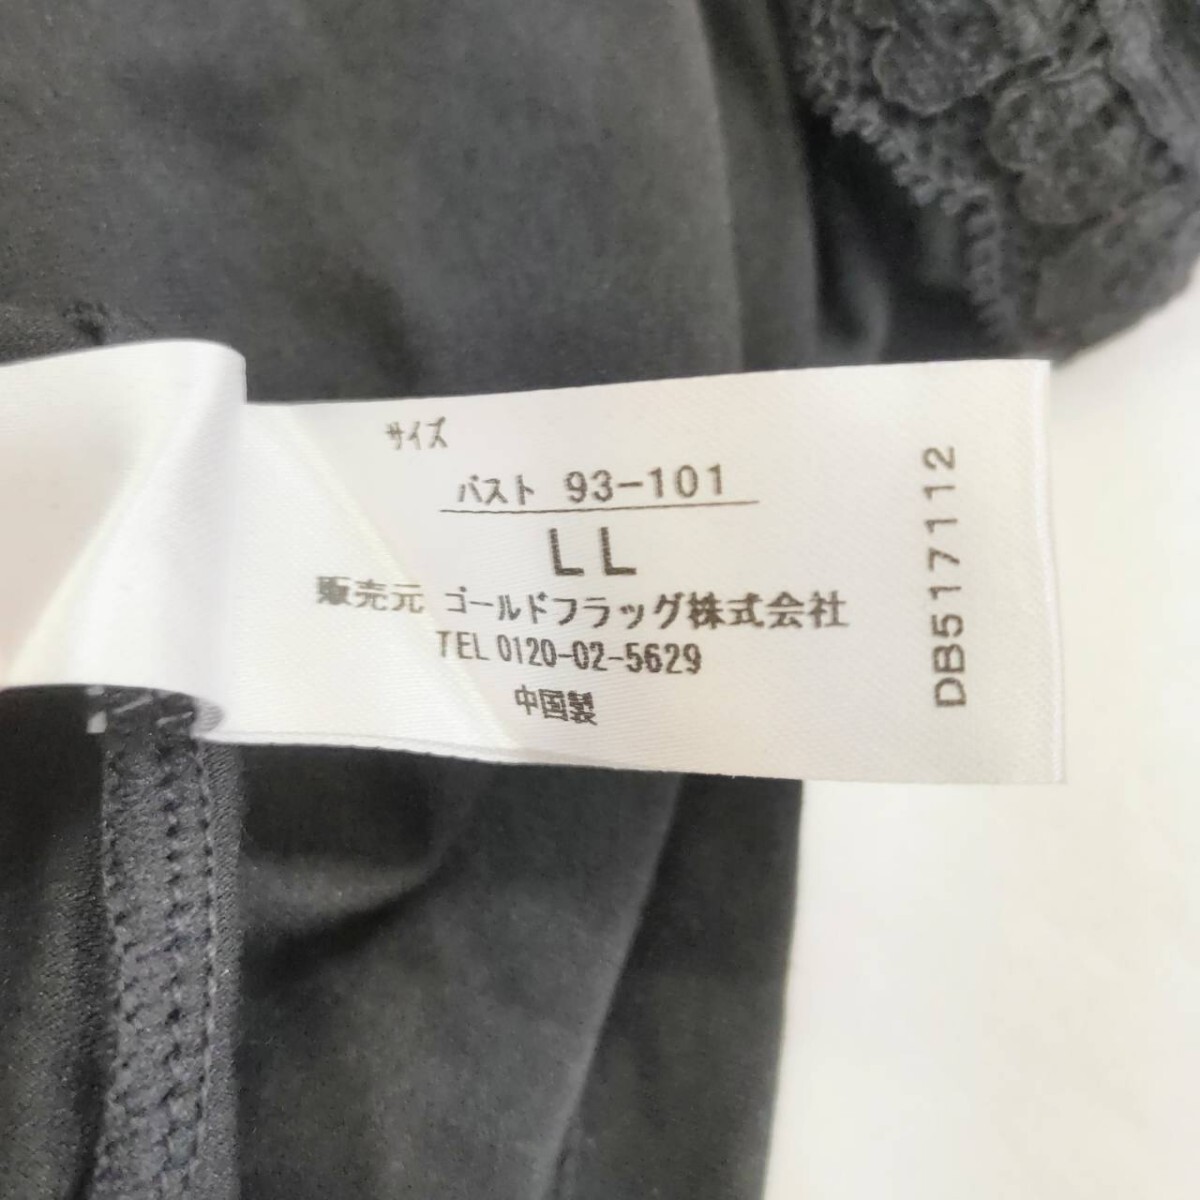 サイズ
バスト 93-101
LL
販売元 ゴールドフラッグ株式会社
TEL 0120-02-5629
中国製
DB517112